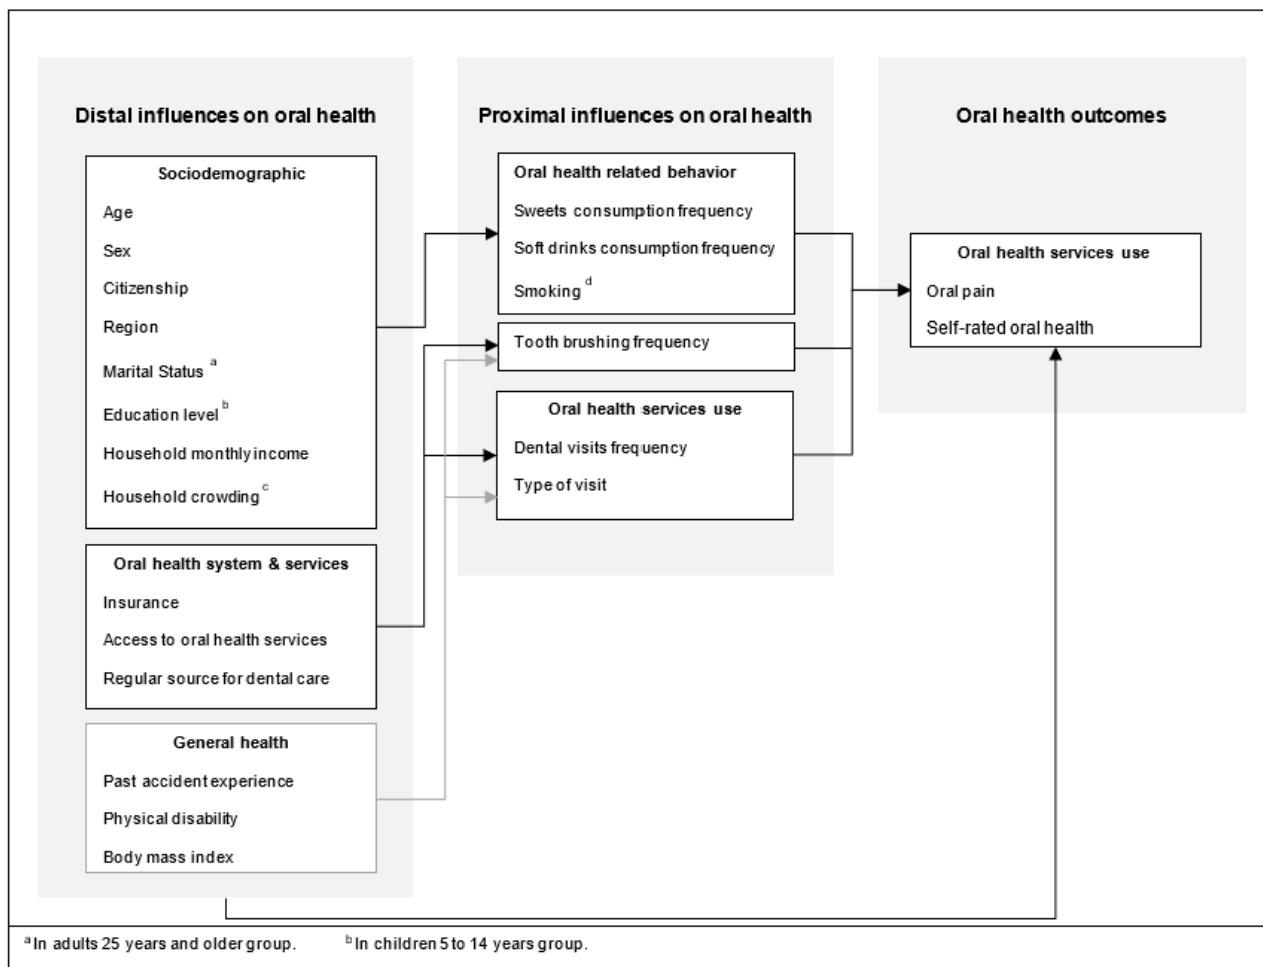 Distal influences on oral health
Sociodemographic
Age
Sex
Citizenship
Region
Marital Status a
Education level b
Household monthly income
Household crowding c
Oral health system & services
Insurance
Access to oral health services
Regular source for dental care
General health
Past accident experience
Physical disability
Body mass index
Proximal influences on oral health
Oral health related behavior
Sweets consumption frequency
Soft drinks consumption frequency
Smoking d
Tooth brushing frequency
Oral health services use
Dental visits frequency
Type of visit
Oral health outcomes
Oral health services use
Oral pain
Self-rated oral health
a In adults 25 years and older group. b In children 5 to 14 years group.